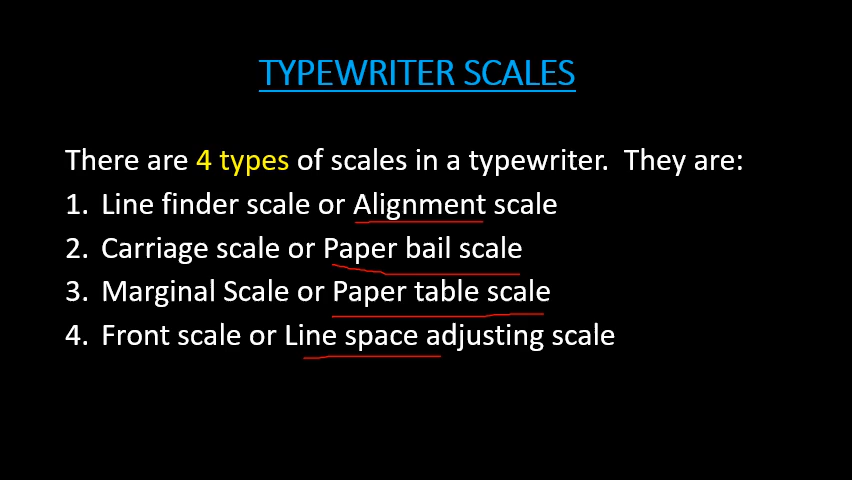 TYPEWRITER SCALES
There are 4 types of scales in a typewriter. They are:
1. Line finder scale or Alignment scale
2. Carriage scale or Paper bail scale
3. Marginal Scale or Paper table scale
4. Front scale or Line space adjusting scale